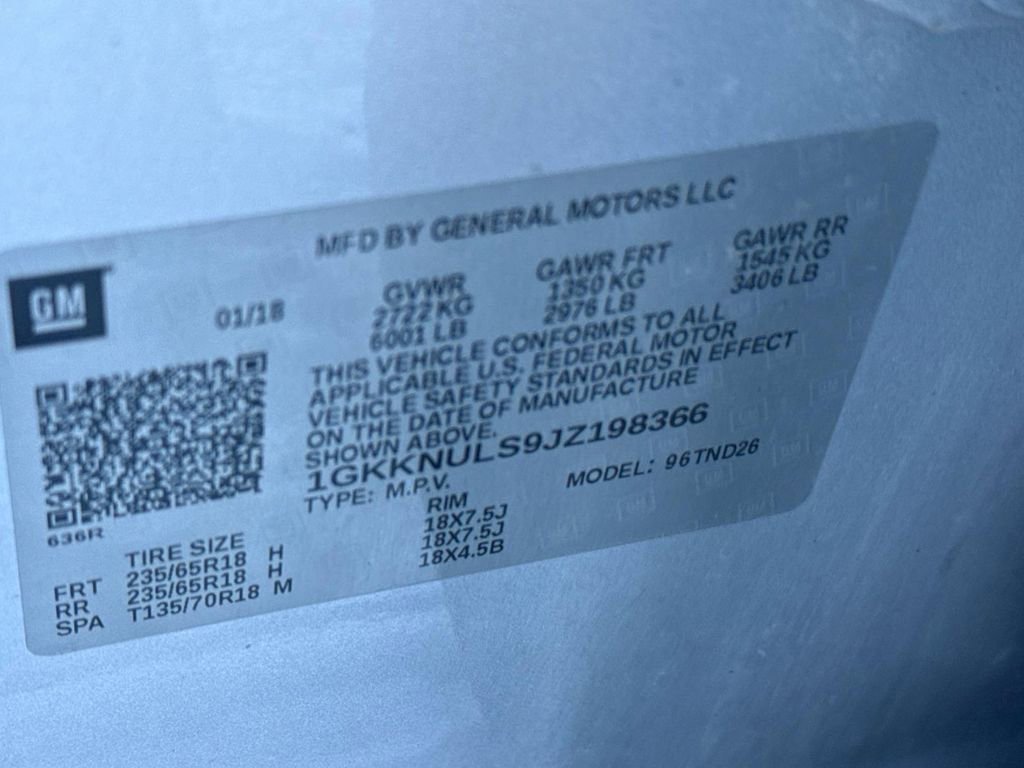 MFD BY GENERAL MOTORS LLC
GM
01/18
GVWR GAWR FRT GAWR RR
2722 KG 1350 KG 1545 KG
6001 LB 2976 LB 3406 LB
THIS VEHICLE CONFORMS TO ALL
APPLICABLE U.S. FEDERAL MOTOR
VEHICLE SAFETY STANDARDS IN EFFECT
ON THE DATE OF MANUFACTURE
SHOWN ABOVE.
1GKKNULS9JZ198366
TYPE: M.P.V. MODEL: 96TND26
636R
TIRE SIZE RIM
FRT 235/65R18 H 18X7.5J
RR 235/65R18 H 18X7.5J
SPA T135/70R18 M 18X4.5B